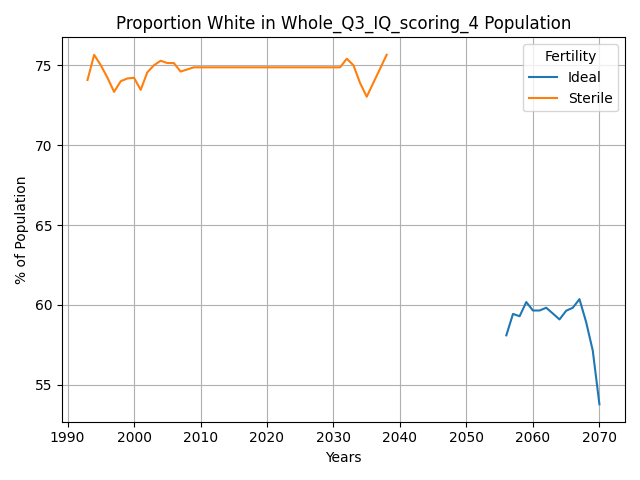 Proportion White in Whole_Q3_IQ_scoring_4 Population
Fertility
Ideal
Sterile
% of Population
75
70
65
60
55
1990 2000 2010 2020 2030 2040 2050 2060 2070
Years